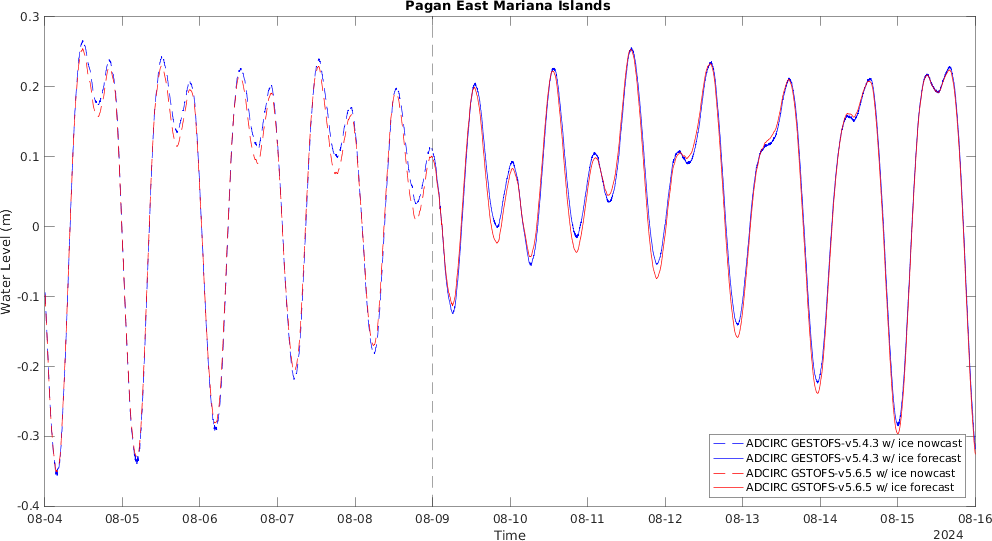 Pagan East Mariana Islands
Water Level (m)
0.3
0.2
0.1
0
-0.1
-0.2
-0.3
-0.4
ADCIRC GESTOFS-v5.4.3 w/ ice nowcast
ADCIRC GESTOFS-v5.4.3 w/ ice forecast
ADCIRC GSTOFS-v5.6.5 w/ ice nowcast
ADCIRC GSTOFS-v5.6.5 w/ ice forecast
08-04 08-05 08-06 08-07 08-08 08-09 08-10 08-11 08-12 08-13 08-14 08-15 08-16
Time
2024